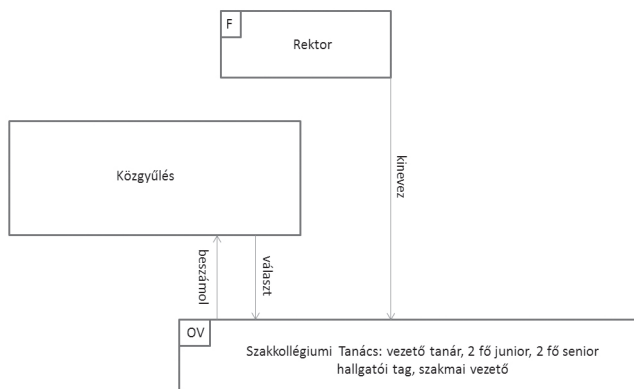 F
Rektor
Közgyűlés
kinevez
beszámol
választ
OV
Szakkollégiumi Tanács: vezető tanár, 2 fő junior, 2 fő senior
hallgatói tag, szakmai vezető